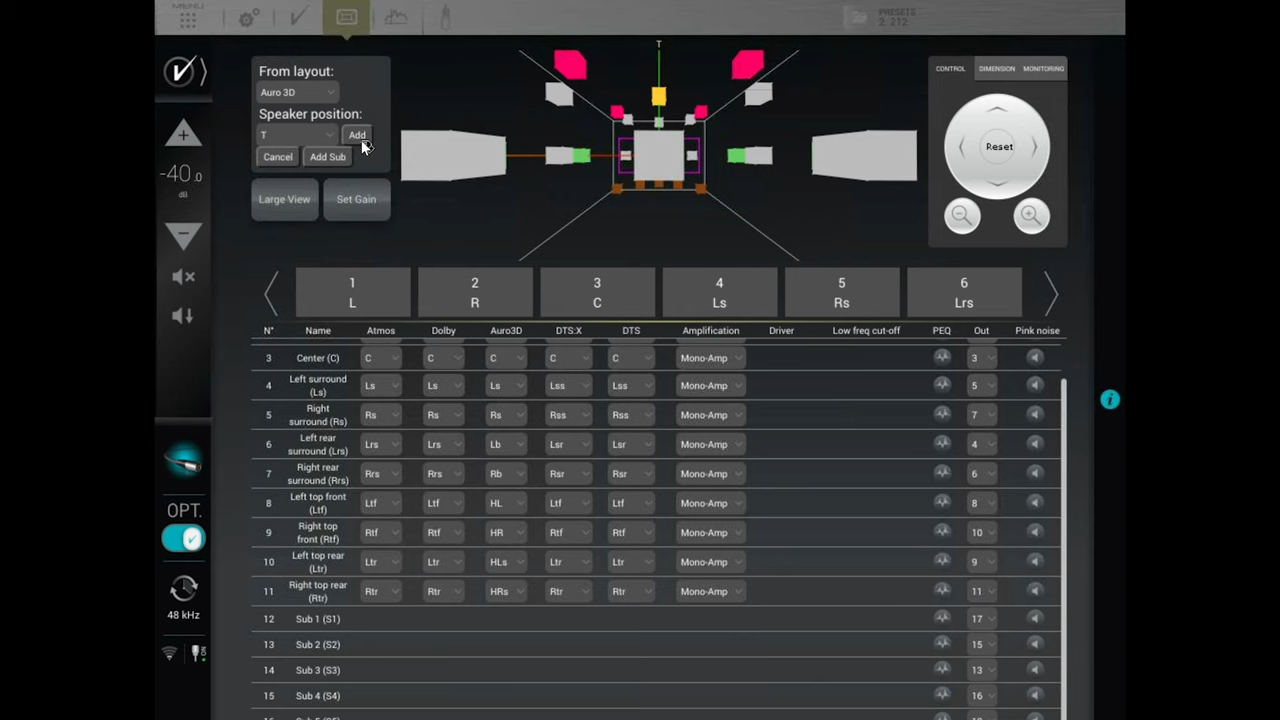 MENU
PRESETS
2. 212
From layout:
Auro 3D
Speaker position:
T Add
Cancel Add Sub
Large View Set Gain
T
CONTROL DIMENSION MONITORING
Reset
-40.0
dB
1 2 3 4 5 6
L R C Ls Rs Lrs
N° Name Atmos Dolby Auro3D DTS:X DTS Amplification Driver Low freq cut-off PEQ Out Pink noise
3 Center (C) C C C C C Mono-Amp 3
4 Left surround (Ls) Ls Ls Ls Lss Lss Mono-Amp 5
5 Right surround (Rs) Rs Rs Rs Rss Rss Mono-Amp 7
6 Left rear surround (Lrs) Lrs Lrs Lb Lsr Lsr Mono-Amp 4
7 Right rear surround (Rrs) Rrs Rrs Rb Rsr Rsr Mono-Amp 6
8 Left top front (Ltf) Ltf Ltf HL Ltf Ltf Mono-Amp 8
9 Right top front (Rtf) Rtf Rtf HR Rtf Rtf Mono-Amp 10
10 Left top rear (Ltr) Ltr Ltr HLs Ltr Ltr Mono-Amp 9
11 Right top rear (Rtr) Rtr Rtr HRs Rtr Rtr Mono-Amp 11
12 Sub 1 (S1) 17
13 Sub 2 (S2) 15
14 Sub 3 (S3) 13
15 Sub 4 (S4) 16
OPT.
48 kHz
ON
i